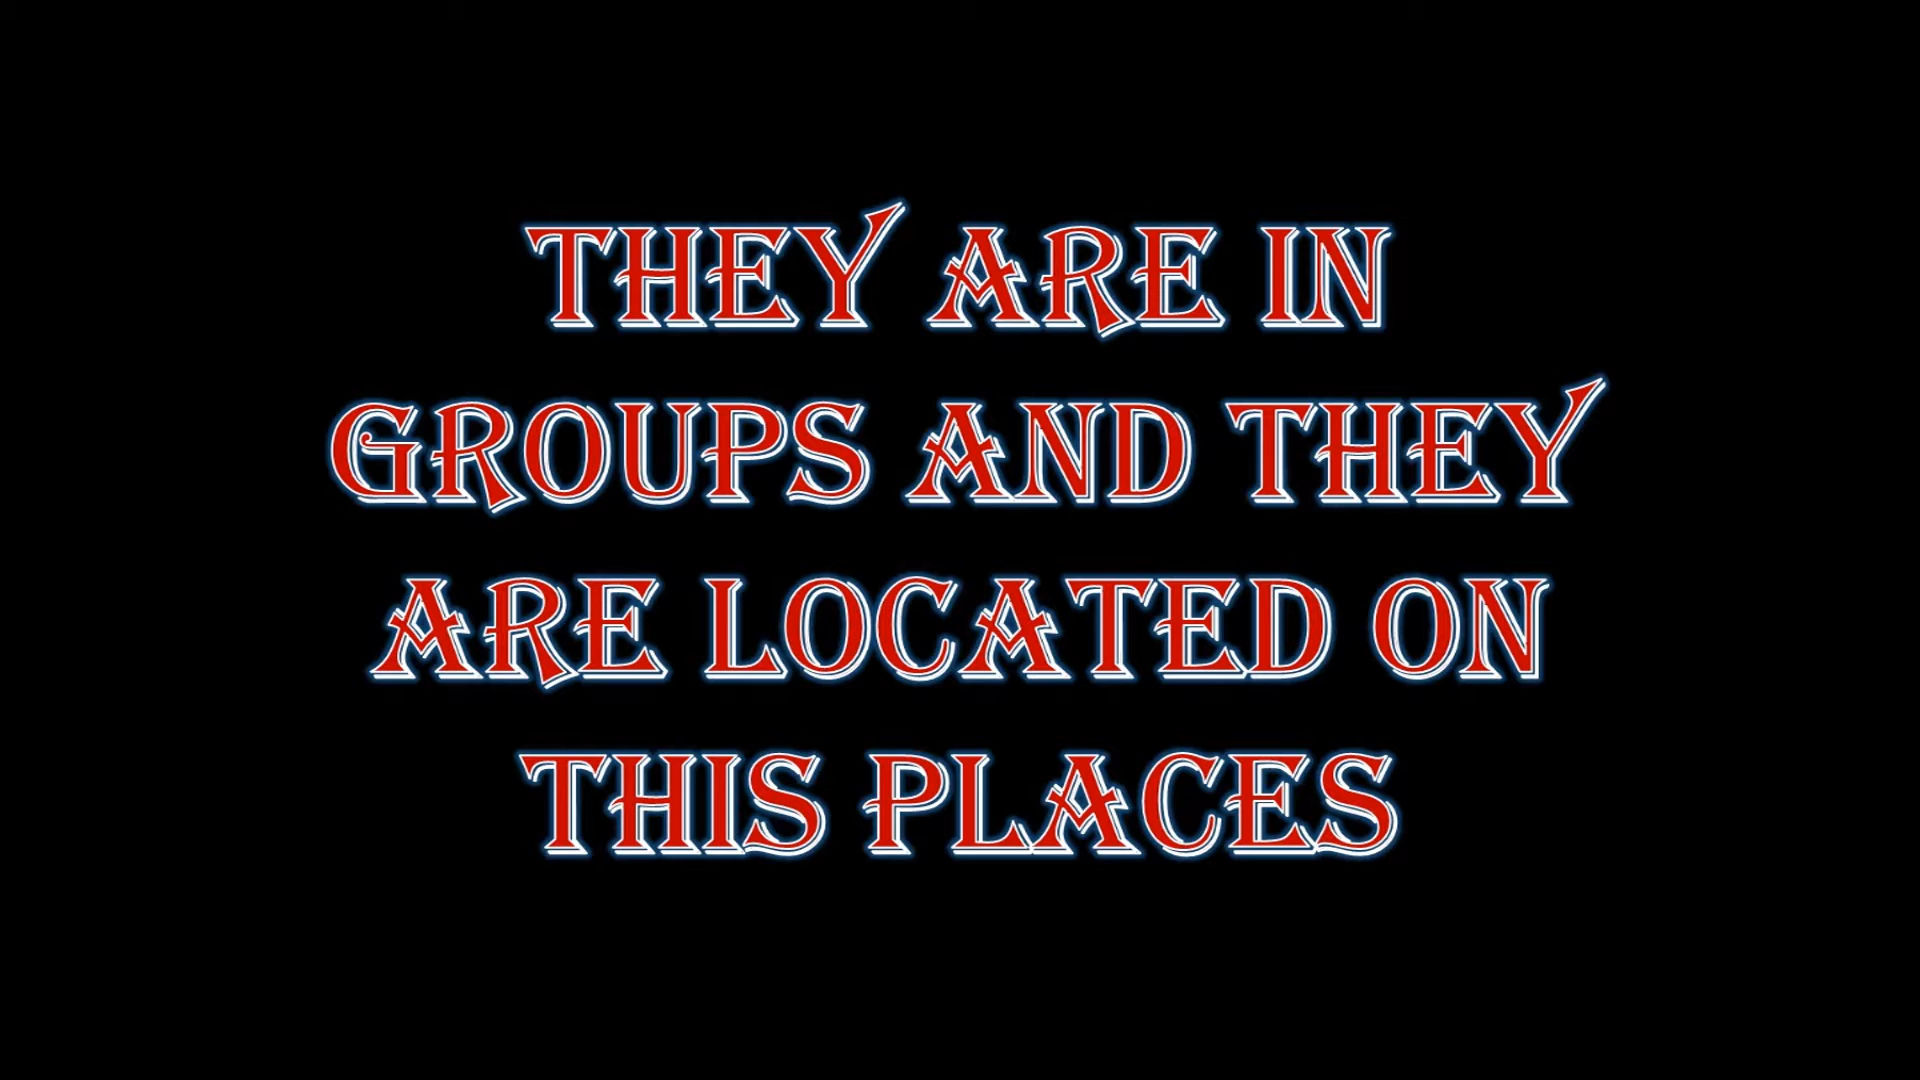 THEY ARE IN
GROUPS AND THEY
ARE LOCATED ON
THIS PLACES